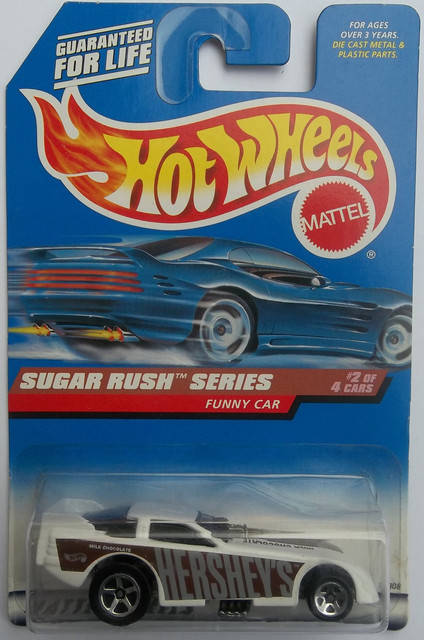 GUARANTEED
FOR LIFE
FOR AGES
OVER 3 YEARS.
DIE CAST METAL &
PLASTIC PARTS.
HOT WHEELS
MATTEL
®
SUGAR RUSH™ SERIES
#2 OF
4 CARS
FUNNY CAR
MILK CHOCOLATE
HERSHEY'S